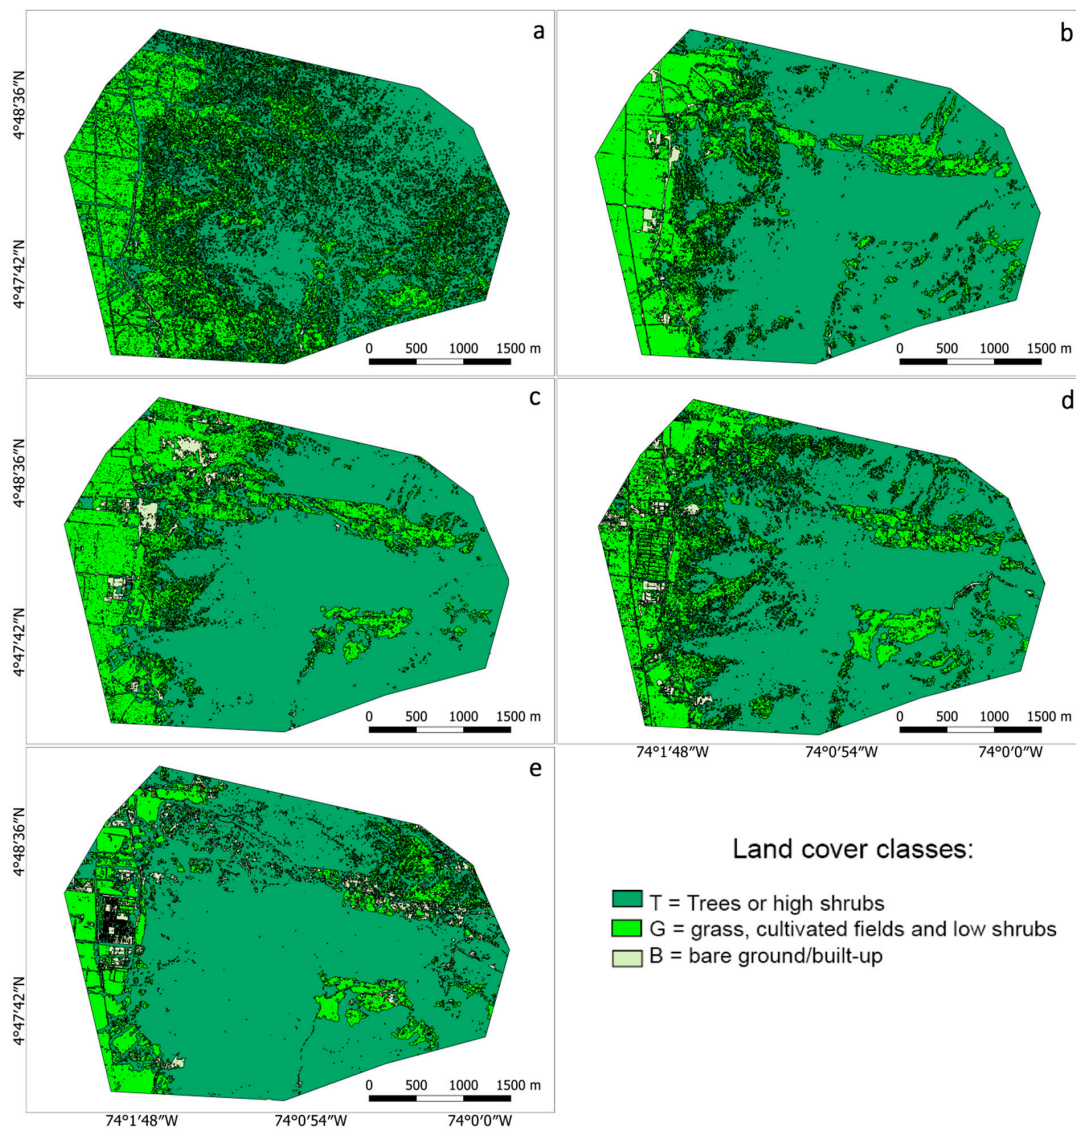 a
b
4°48'36"N
4°47'42"N
0 500 1000 1500 m
0 500 1000 1500 m
c
d
4°48'36"N
4°47'42"N
0 500 1000 1500 m
0 500 1000 1500 m
74°1'48"W 74°0'54"W 74°0'0"W
e
4°48'36"N
4°47'42"N
0 500 1000 1500 m
74°1'48"W 74°0'54"W 74°0'0"W
Land cover classes:
T = Trees or high shrubs
G = grass, cultivated fields and low shrubs
B = bare ground/built-up